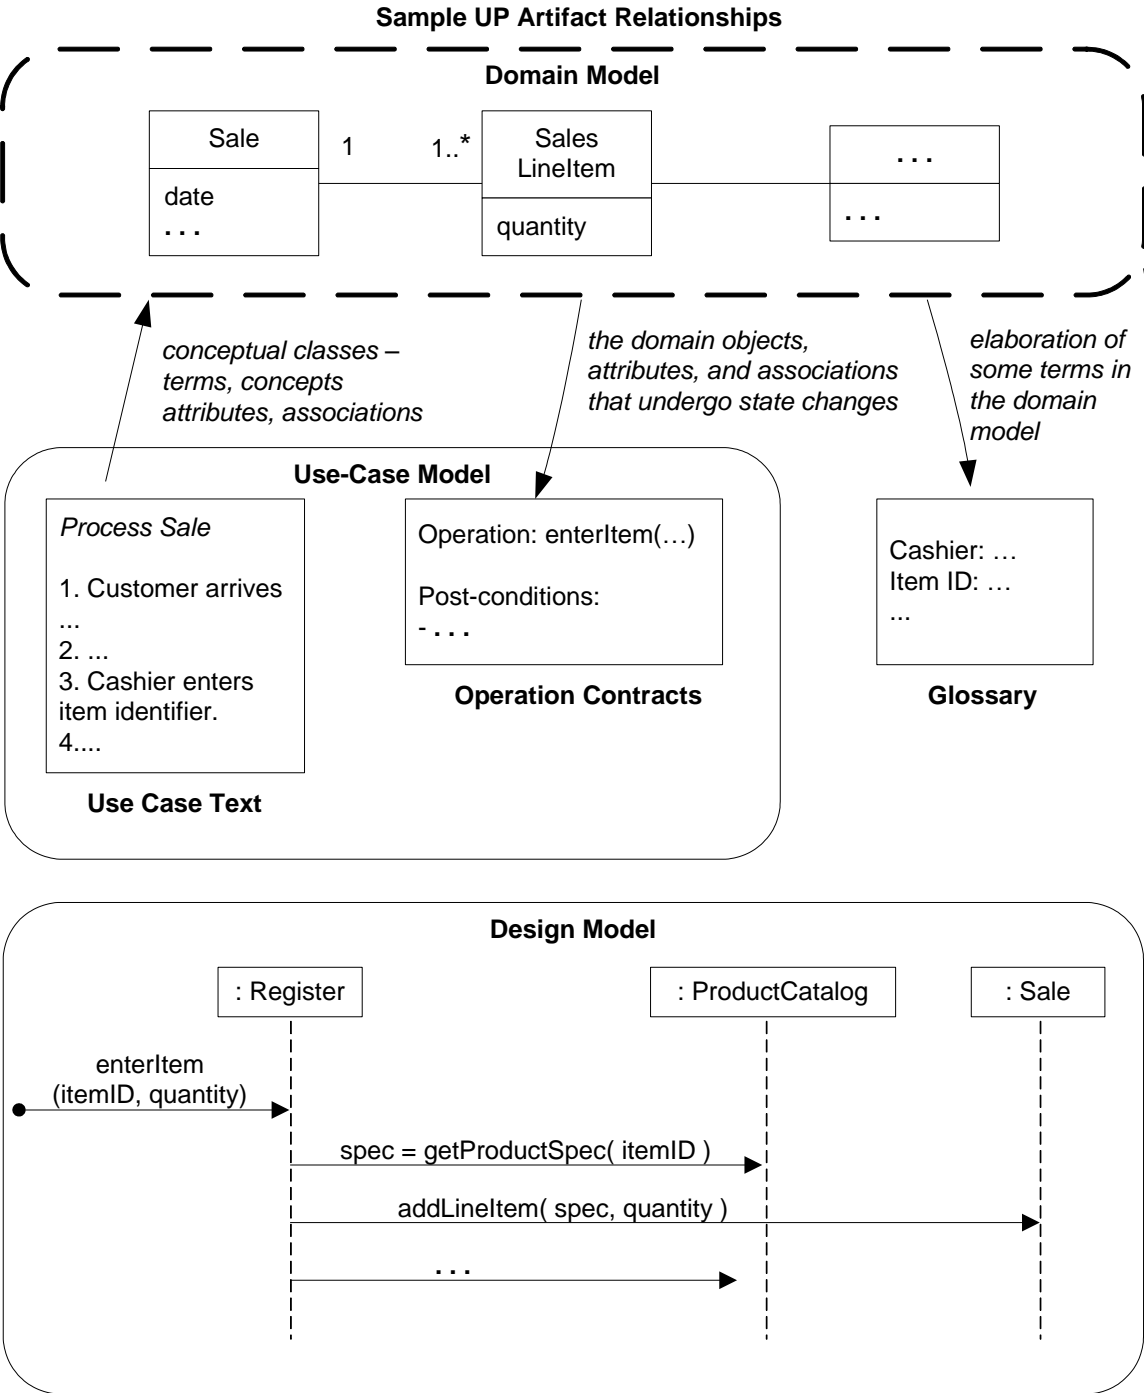 Sample UP Artifact Relationships
Domain Model
Sale
date
. . .
1
1..*
Sales
LineItem
quantity
. . .
. . .
conceptual classes –
terms, concepts
attributes, associations
the domain objects,
attributes, and associations
that undergo state changes
elaboration of
some terms in
the domain
model
Use-Case Model
Process Sale
1. Customer arrives
...
2. ...
3. Cashier enters
item identifier.
4....
Use Case Text
Operation: enterItem(…)
Post-conditions:
- . . .
Operation Contracts
Cashier: …
Item ID: …
...
Glossary
Design Model
: Register
: ProductCatalog
: Sale
enterItem
(itemID, quantity)
spec = getProductSpec( itemID )
addLineItem( spec, quantity )
. . .